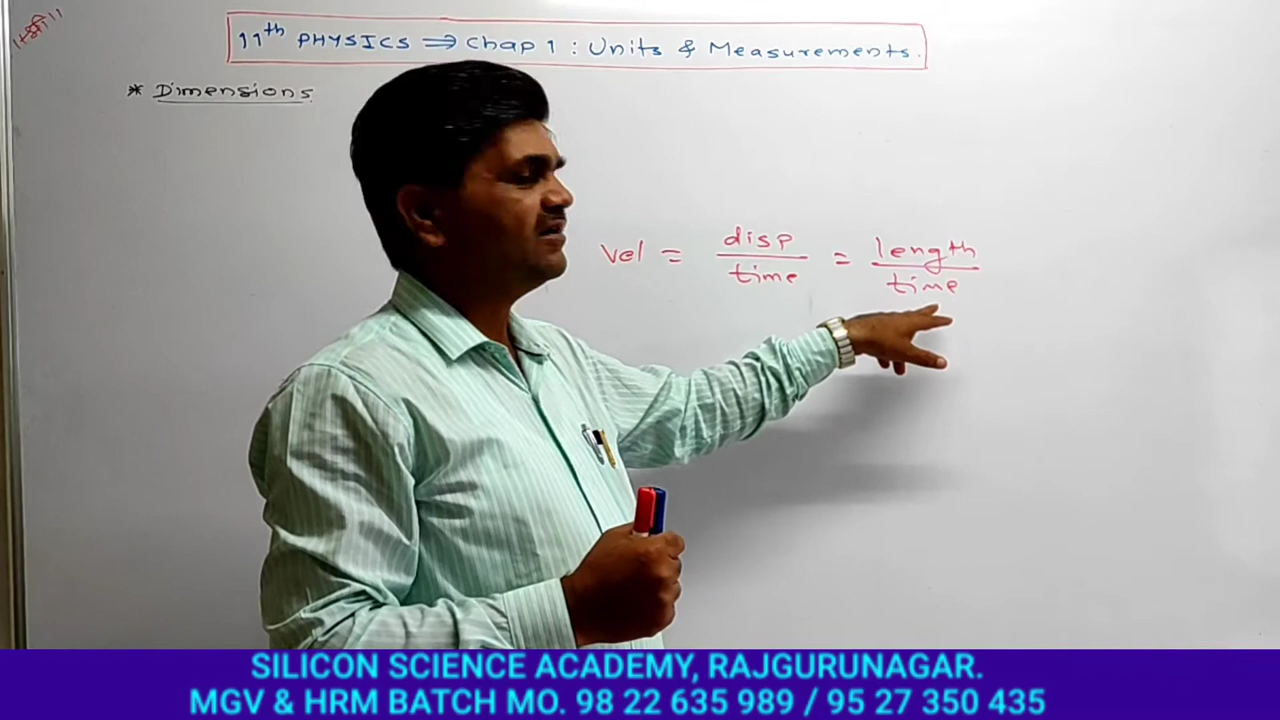 ।।श्री।।
11th PHYSICS ⇒ Chap 1 : Units & Measurements.
* Dimensions
Vel = disp / time = length / time
SILICON SCIENCE ACADEMY, RAJGURUNAGAR.
MGV & HRM BATCH MO. 98 22 635 989 / 95 27 350 435